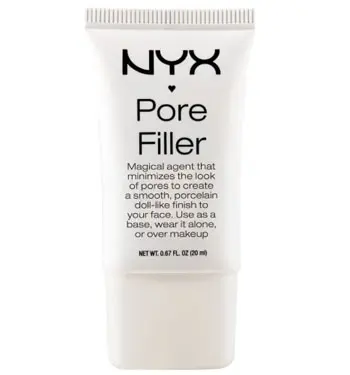 NYX
Pore
Filler
Magical agent that
minimizes the look
of pores to create
a smooth, porcelain
doll-like finish to
your face. Use as a
base, wear it alone,
or over makeup
NET WT. 0.67 FL. OZ (20 ml)